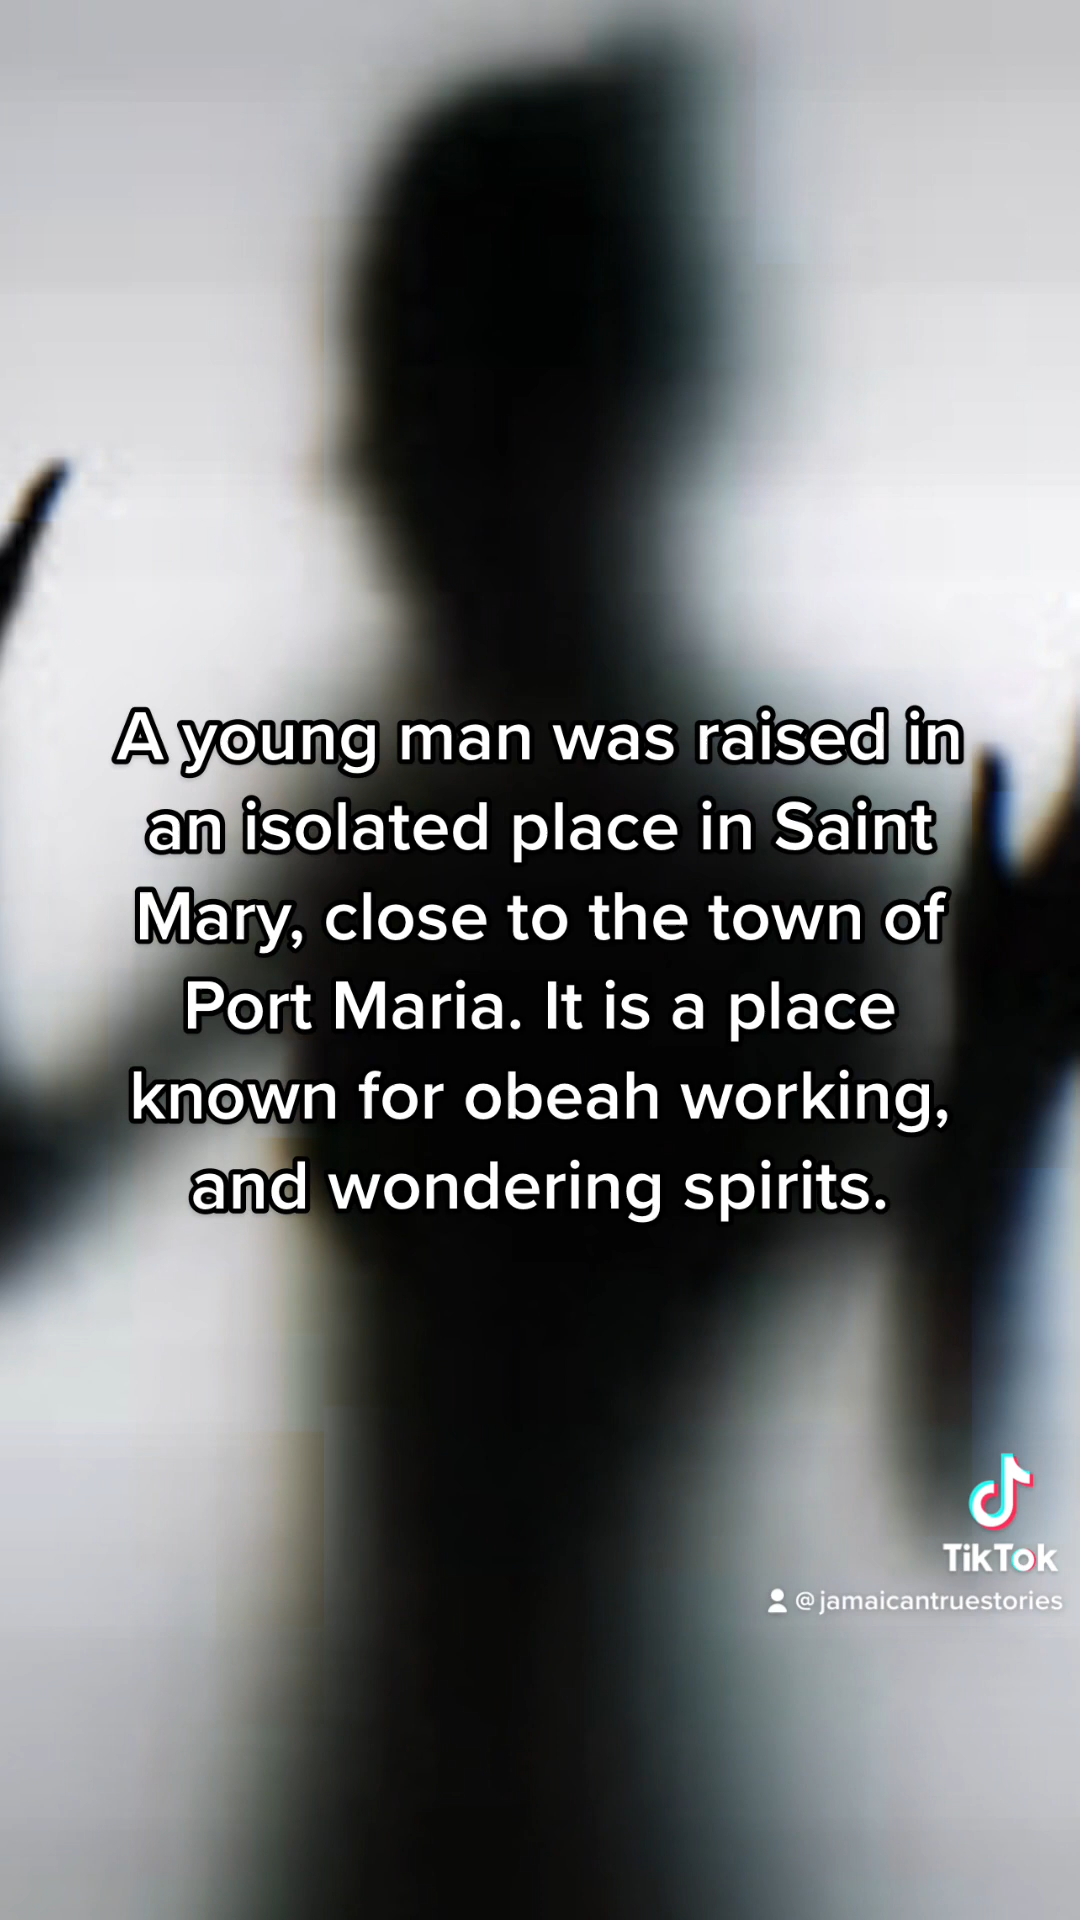 A young man was raised in
an isolated place in Saint
Mary, close to the town of
Port Maria. It is a place
known for obeah working,
and wondering spirits.
TikTok
@jamaicantruestories